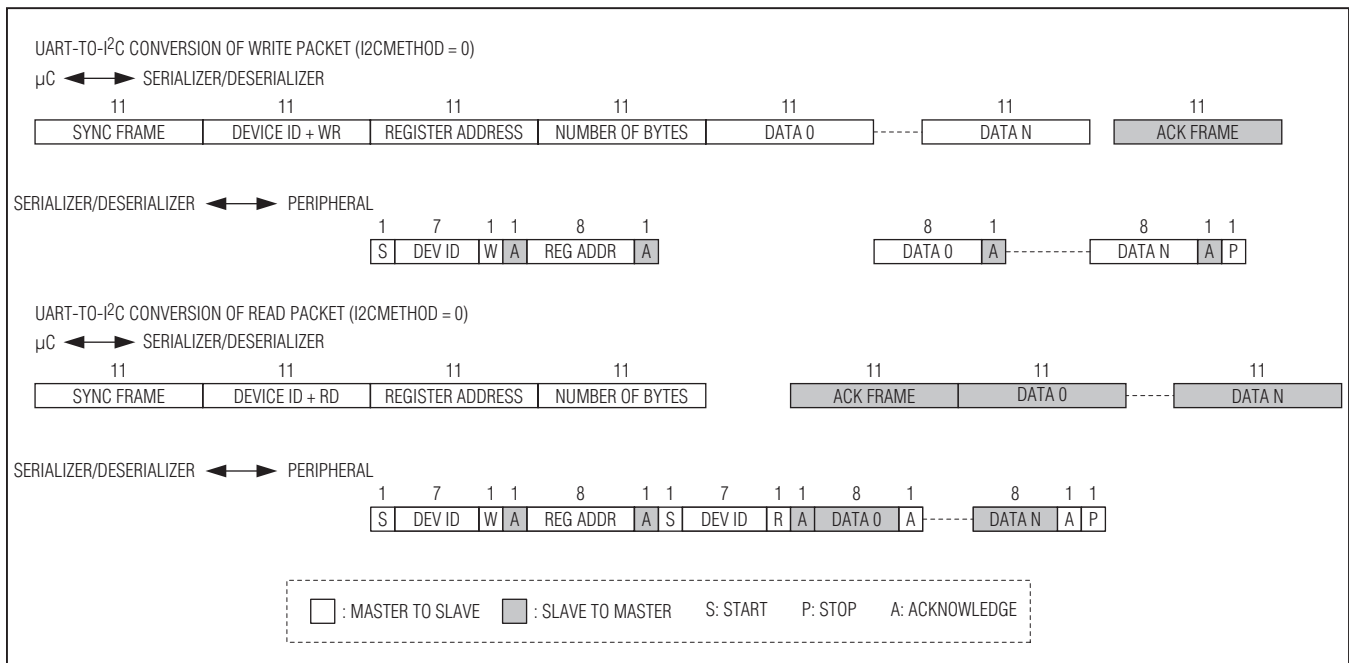 UART-TO-I2C CONVERSION OF WRITE PACKET (I2CMETHOD = 0)
µC SERIALIZER/DESERIALIZER
11 11 11 11 11 11 11
SYNC FRAME DEVICE ID + WR REGISTER ADDRESS NUMBER OF BYTES DATA 0 DATA N ACK FRAME
SERIALIZER/DESERIALIZER PERIPHERAL
1 7 1 1 8 1 8 1 8 1 1
S DEV ID W A REG ADDR A DATA 0 A DATA N A P
UART-TO-I2C CONVERSION OF READ PACKET (I2CMETHOD = 0)
µC SERIALIZER/DESERIALIZER
11 11 11 11 11 11 11
SYNC FRAME DEVICE ID + RD REGISTER ADDRESS NUMBER OF BYTES ACK FRAME DATA 0 DATA N
SERIALIZER/DESERIALIZER PERIPHERAL
1 7 1 1 8 1 1 7 1 1 8 1 8 1 1
S DEV ID W A REG ADDR A S DEV ID R A DATA 0 A DATA N A P
: MASTER TO SLAVE : SLAVE TO MASTER S: START P: STOP A: ACKNOWLEDGE